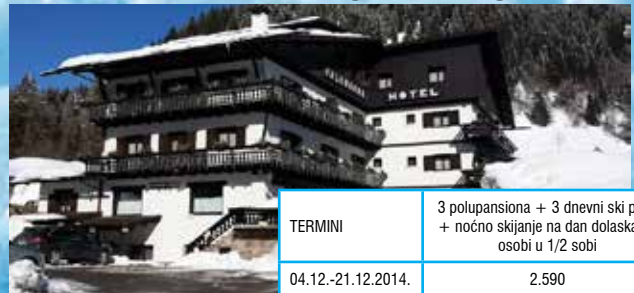 HOTEL
TERMINI
3 polupansiona + 3 dnevni ski
+ noćno skijanje na dan dolaska
osobi u 1/2 sobi
04.12.-21.12.2014.
2.590